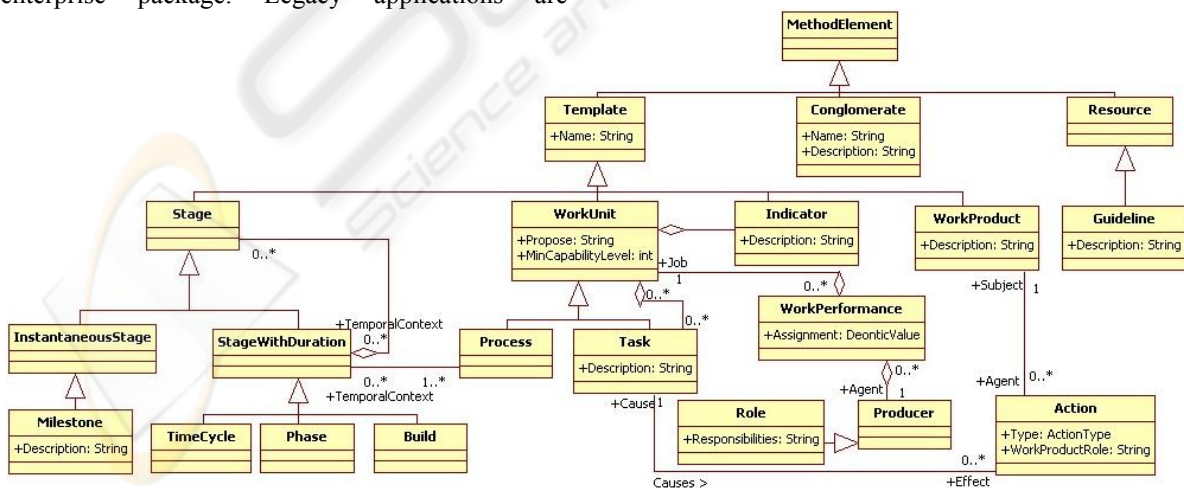 enterprise package. Legacy applications are
Science and
MethodElement
Template
+Name: String
Conglomerate
+Name: String
+Description: String
Resource
Stage
WorkUnit
+Propose: String
+MinCapabilityLevel: int
Indicator
+Description: String
WorkProduct
+Description: String
Guideline
+Description: String
0..*
+Job
1
0..*
0..*
0..*
+Subject
1
WorkPerformance
+Assignment: DeonticValue
InstantaneousStage
StageWithDuration
+TemporalContext
0..*
Process
Task
+Description: String
0..*
1..*
+TemporalContext
+Agent
0..*
1
+Agent
0..*
Milestone
+Description: String
TimeCycle
Phase
Build
+Cause
1
Role
+Responsibilities: String
Producer
Action
+Type: ActionType
+WorkProductRole: String
Causes >
0..*
+Effect